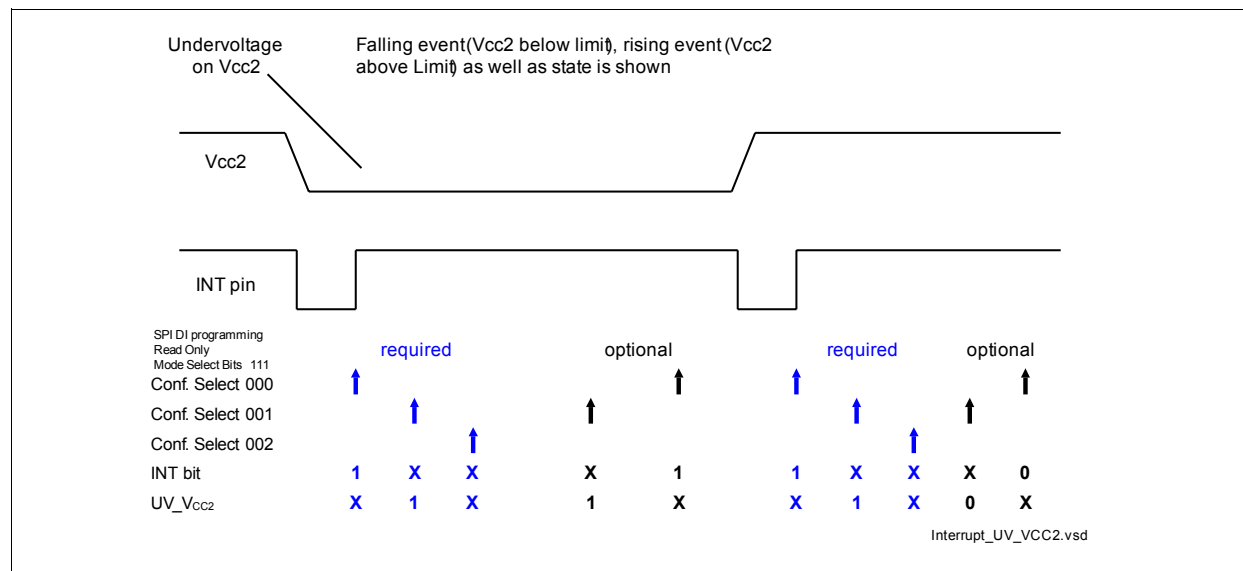 Undervoltage
on Vcc2
Falling event(Vcc2 below limit), rising event (Vcc2
above Limit) as well as state is shown
Vcc2
INT pin
SPI DI programming
Read Only
Mode Select Bits 111
required optional required optional
Conf. Select 000
Conf. Select 001
Conf. Select 002
INT bit 1 X X X 1 1 X X X 0
UV_VCC2 X 1 X 1 X X 1 X 0 X
Interrupt_UV_VCC2.vsd